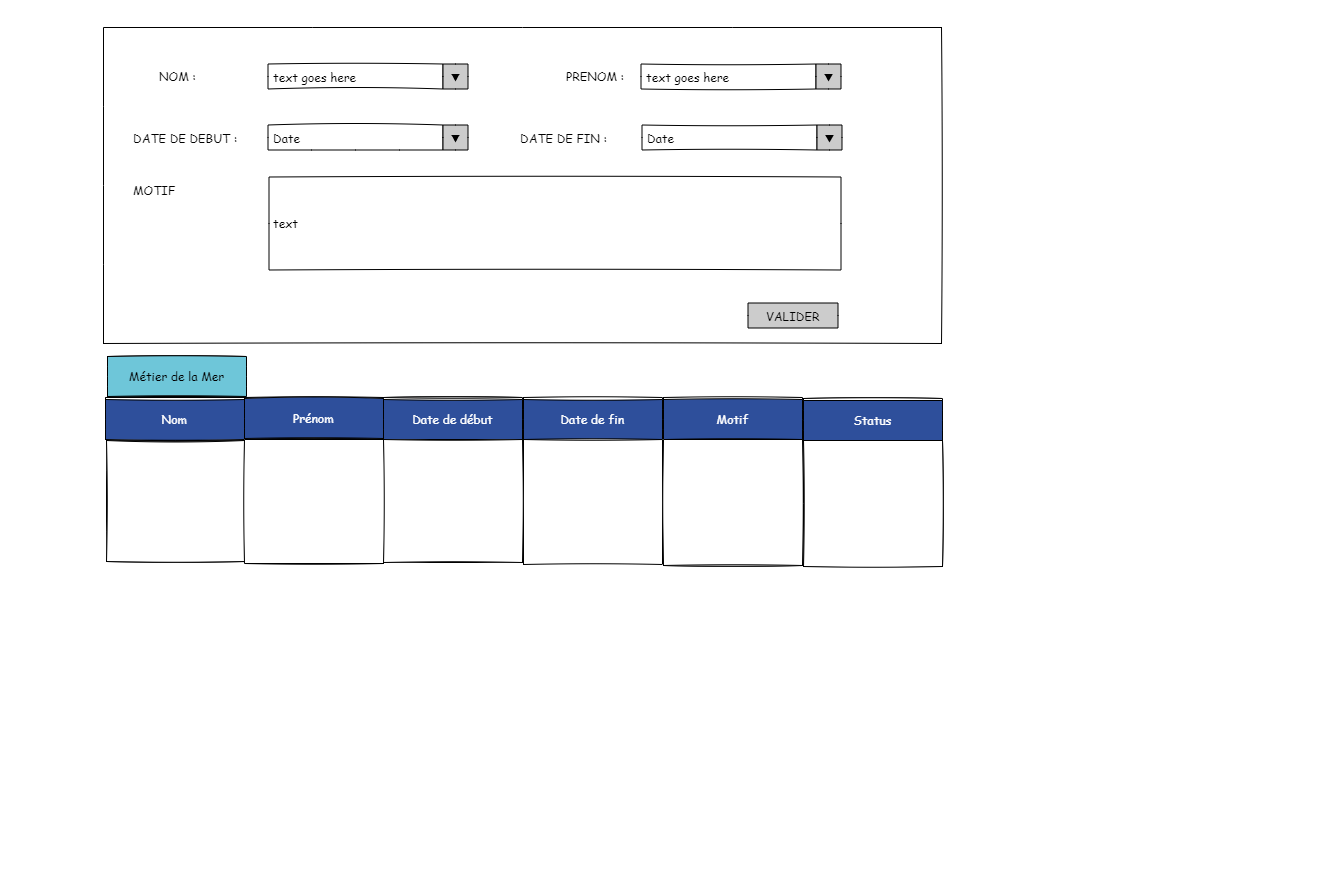 NOM : text goes here ▼ PRENOM : text goes here ▼
DATE DE DEBUT : Date ▼ DATE DE FIN : Date ▼
MOTIF
text
VALIDER
Métier de la Mer
Nom Prénom Date de début Date de fin Motif Status